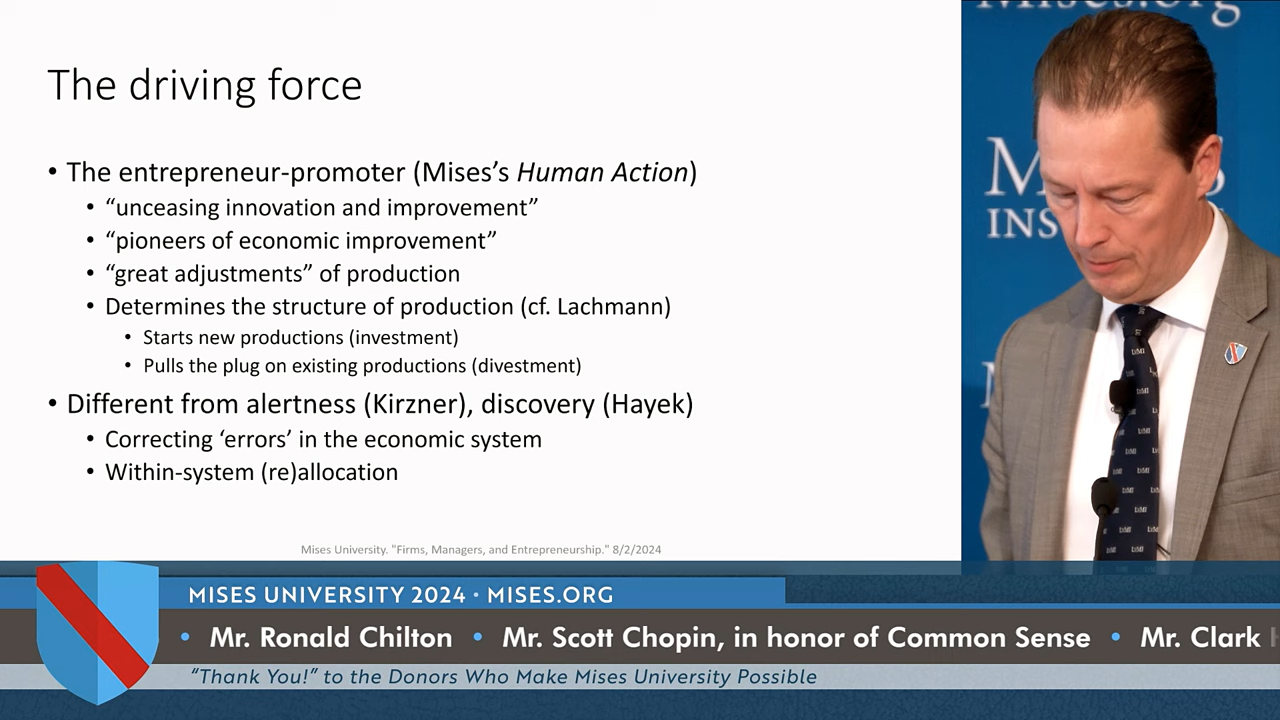 The driving force
• The entrepreneur-promoter (Mises’s Human Action)
• “unceasing innovation and improvement”
• “pioneers of economic improvement”
• “great adjustments” of production
• Determines the structure of production (cf. Lachmann)
• Starts new productions (investment)
• Pulls the plug on existing productions (divestment)
• Different from alertness (Kirzner), discovery (Hayek)
• Correcting ‘errors’ in the economic system
• Within-system (re)allocation
Mises University. "Firms, Managers, and Entrepreneurship." 8/2/2024
Mises.org
MISES UNIVERSITY 2024 • MISES.ORG
• Mr. Ronald Chilton • Mr. Scott Chopin, in honor of Common Sense • Mr. Clark
“Thank You!” to the Donors Who Make Mises University Possible